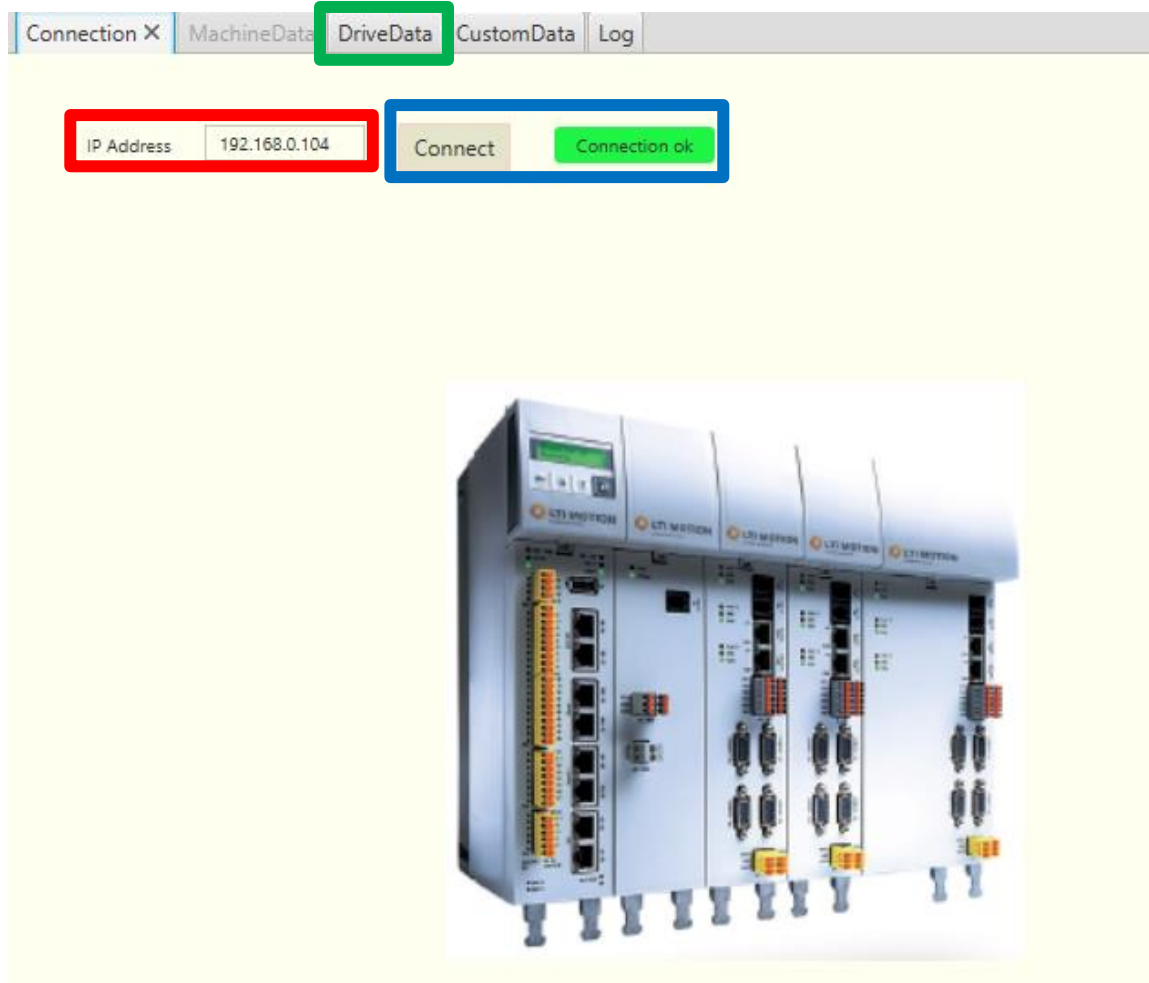 Connection X MachineData DriveData CustomData Log
IP Address 192.168.0.104 Connect Connection ok
LTI MOTION
LTI MOTION
LTI MOTION
LTI MOTION
LTI MOTION